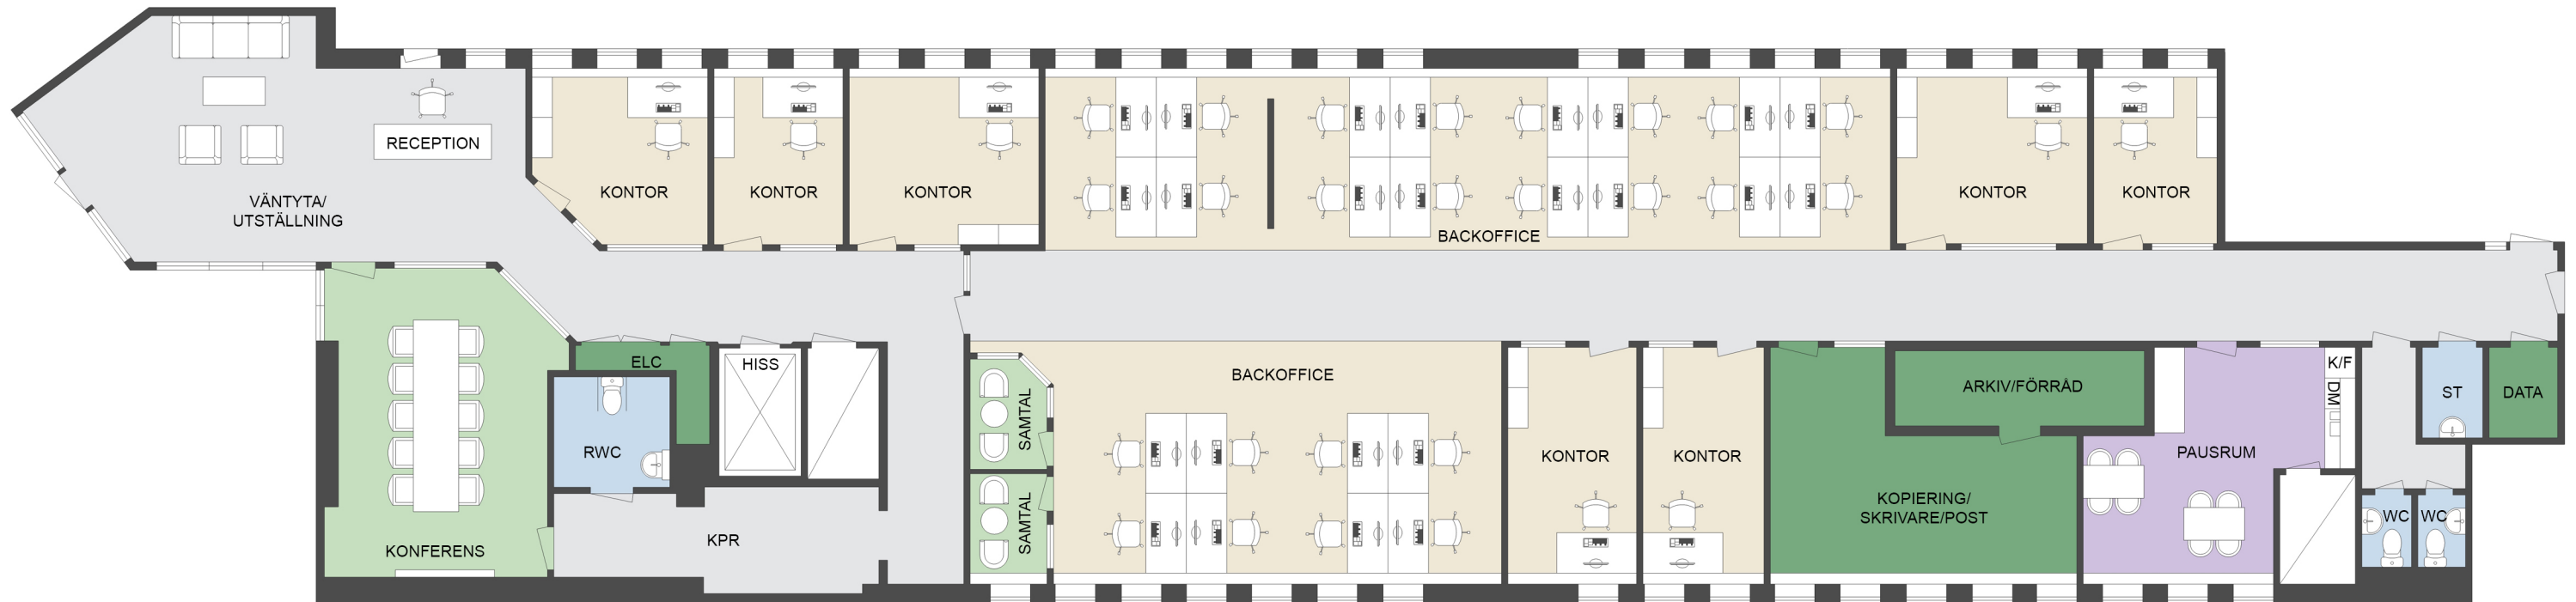 RECEPTION
VÄNTYTA/
UTSTÄLLNING
KONTOR
KONTOR
KONTOR
BACKOFFICE
KONTOR
KONTOR
KONFERENS
ELC
RWC
HISS
KPR
SAMTAL
SAMTAL
BACKOFFICE
KONTOR
KONTOR
KOPIERING/
SKRIVARE/POST
ARKIV/FÖRRÅD
PAUSRUM
K/F
DM
WC
WC
ST
DATA